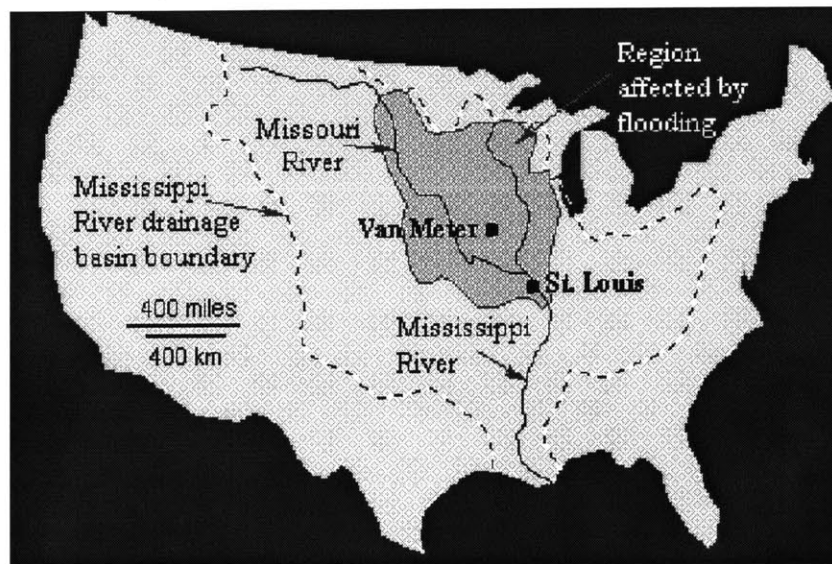 Region
affected by
flooding
Missouri
River
Mississippi
River drainage
basin boundary
Van Meter
St. Louis
400 miles
400 km
Mississippi
River